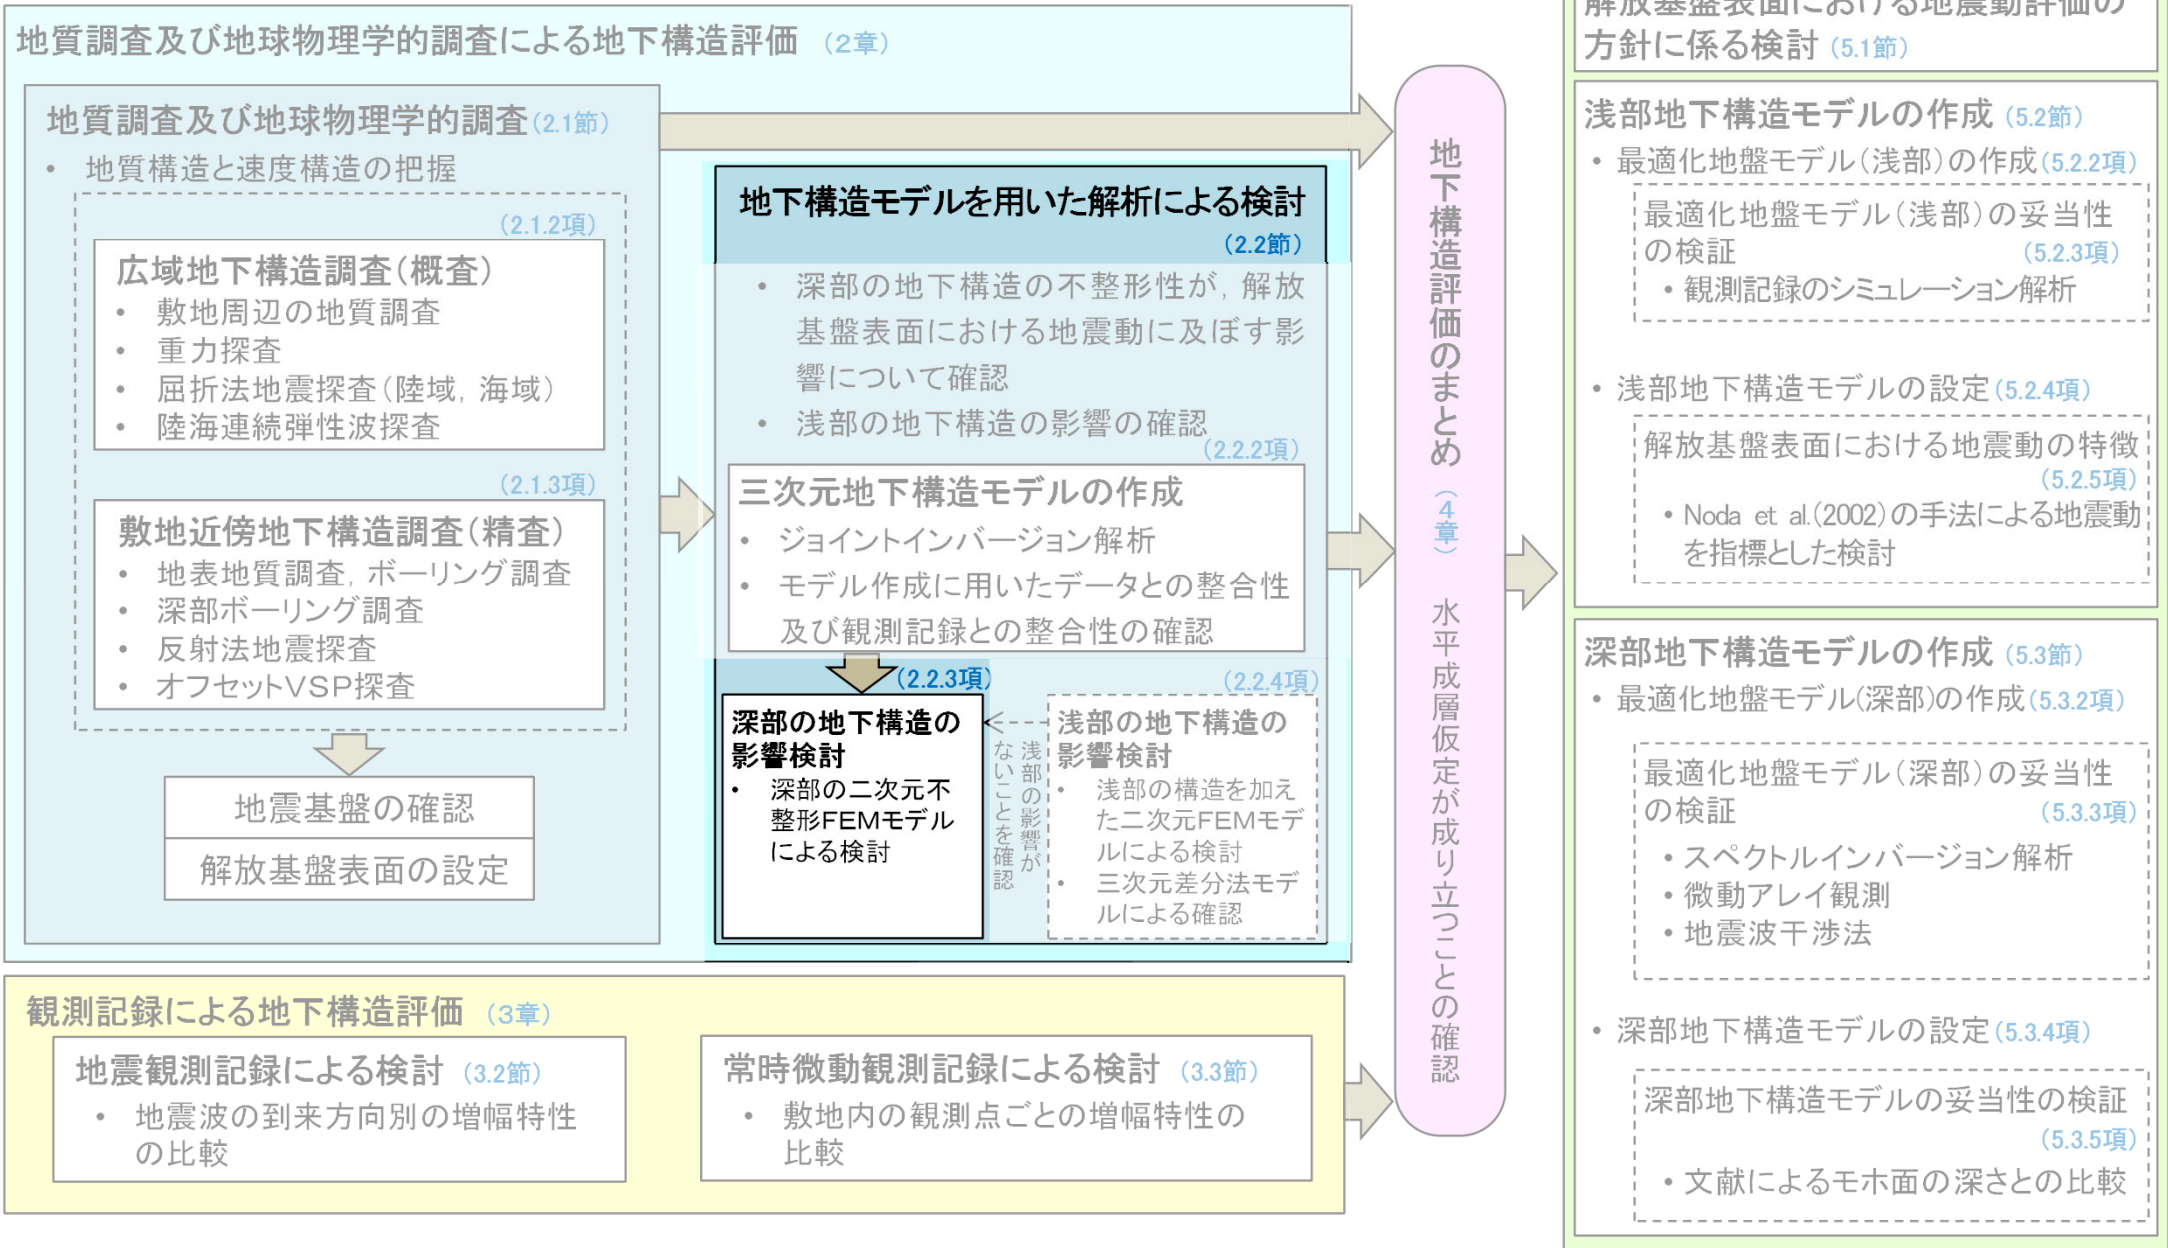 地質調査及び地球物理学的調査による地下構造評価 （2章）
地質調査及び地球物理学的調査(2.1節)
• 地質構造と速度構造の把握
(2.1.2項)
広域地下構造調査(概査)
• 敷地周辺の地質調査
• 重力探査
• 屈折法地震探査(陸域, 海域)
• 陸海連続弾性波探査
(2.1.3項)
敷地近傍地下構造調査(精査)
• 地表地質調査, ボーリング調査
• 深部ボーリング調査
• 反射法地震探査
• オフセットVSP探査
地震基盤の確認
解放基盤表面の設定
地下構造モデルを用いた解析による検討
(2.2節)
• 深部の地下構造の不整形性が, 解放
基盤表面における地震動に及ぼす影
響について確認
• 浅部の地下構造の影響の確認
(2.2.2項)
三次元地下構造モデルの作成
• ジョイントインバージョン解析
• モデル作成に用いたデータとの整合性
及び観測記録との整合性の確認
(2.2.3項)
深部の地下構造の
影響検討
• 深部の二次元不
整形FEMモデル
による検討
浅部の影響が
ないことを確認
(2.2.4項)
浅部の地下構造の
影響検討
• 浅部の構造を加え
た二次元FEMモデ
ルによる検討
• 三次元差分法モデ
ルによる確認
観測記録による地下構造評価 （3章）
地震観測記録による検討 (3.2節)
• 地震波の到来方向別の増幅特性
の比較
常時微動観測記録による検討 (3.3節)
• 敷地内の観測点ごとの増幅特性の
比較
地下構造評価のまとめ（4章） 水平成層仮定が成り立つことの確認
解放基盤表面における地震動評価の
方針に係る検討 (5.1節)
浅部地下構造モデルの作成 (5.2節)
• 最適化地盤モデル(浅部)の作成(5.2.2項)
最適化地盤モデル(浅部)の妥当性
の検証 (5.2.3項)
• 観測記録のシミュレーション解析
• 浅部地下構造モデルの設定(5.2.4項)
解放基盤表面における地震動の特徴
(5.2.5項)
• Noda et al.(2002)の手法による地震動
を指標とした検討
深部地下構造モデルの作成 (5.3節)
• 最適化地盤モデル(深部)の作成(5.3.2項)
最適化地盤モデル(深部)の妥当性
の検証 (5.3.3項)
• スペクトルインバージョン解析
• 微動アレイ観測
• 地震波干渉法
• 深部地下構造モデルの設定(5.3.4項)
深部地下構造モデルの妥当性の検証
(5.3.5項)
• 文献によるモホ面の深さとの比較